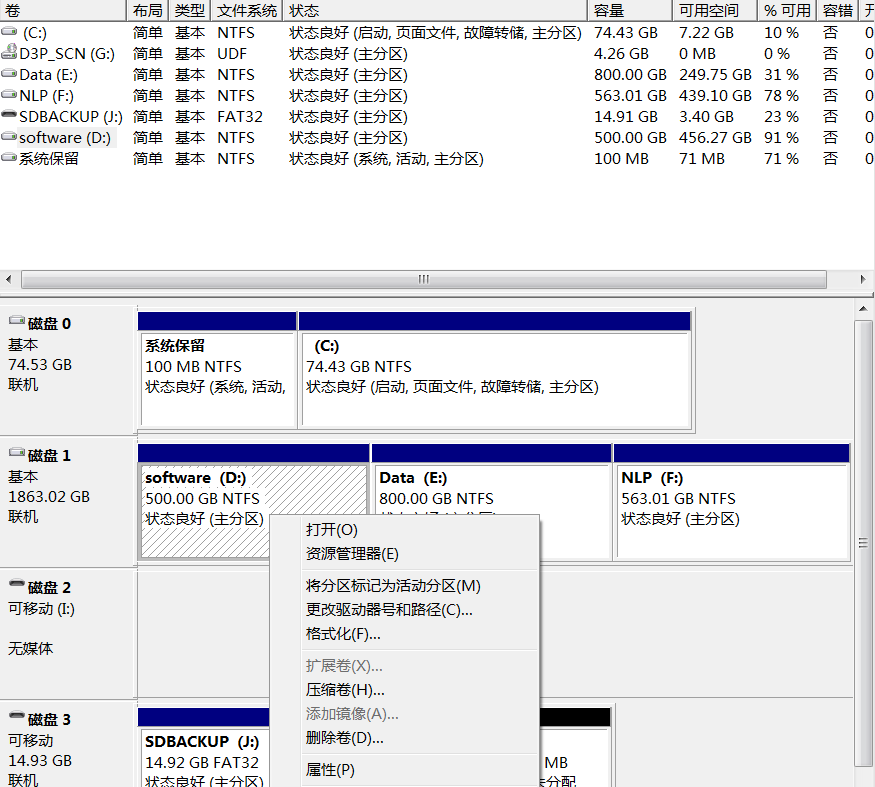 卷 布局 类型 文件系统 状态 容量 可用空间 % 可用 容错
(C:) 简单 基本 NTFS 状态良好 (启动, 页面文件, 故障转储, 主分区) 74.43 GB 7.22 GB 10 % 否 0
D3P_SCN (G:) 简单 基本 UDF 状态良好 (主分区) 4.26 GB 0 MB 0 % 否 0
Data (E:) 简单 基本 NTFS 状态良好 (主分区) 800.00 GB 249.75 GB 31 % 否 0
NLP (F:) 简单 基本 NTFS 状态良好 (主分区) 563.01 GB 439.10 GB 78 % 否 0
SDBACKUP (J:) 简单 基本 FAT32 状态良好 (主分区) 14.91 GB 3.40 GB 23 % 否 0
software (D:) 简单 基本 NTFS 状态良好 (主分区) 500.00 GB 456.27 GB 91 % 否 0
系统保留 简单 基本 NTFS 状态良好 (系统, 活动, 主分区) 100 MB 71 MB 71 % 否 0
磁盘 0
基本
74.53 GB
联机
系统保留
100 MB NTFS
状态良好 (系统, 活动,
(C:)
74.43 GB NTFS
状态良好 (启动, 页面文件, 故障转储, 主分区)
磁盘 1
基本
1863.02 GB
联机
software (D:)
500.00 GB NTFS
状态良好 (主分区)
Data (E:)
800.00 GB NTFS
NLP (F:)
563.01 GB NTFS
状态良好 (主分区)
打开(O)
资源管理器(E)
将分区标记为活动分区(M)
更改驱动器号和路径(C)...
格式化(F)...
扩展卷(X)...
压缩卷(H)...
添加镜像(A)...
删除卷(D)...
属性(P)
磁盘 2
可移动 (I:)
无媒体
磁盘 3
可移动
14.93 GB
联机
SDBACKUP (J:)
14.92 GB FAT32
状态良好 (主分区)
MB
分配